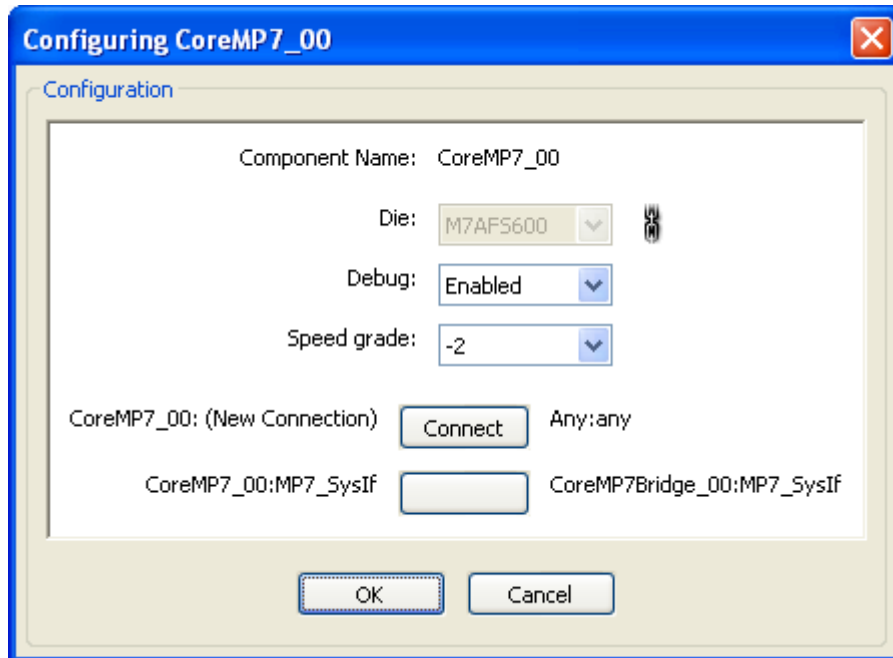 Configuring CoreMP7_00
Configuration
Component Name: CoreMP7_00
Die: M7AFS600
Debug: Enabled
Speed grade: -2
CoreMP7_00: (New Connection) Connect Any:any
CoreMP7_00:MP7_SysIf CoreMP7Bridge_00:MP7_SysIf
OK Cancel